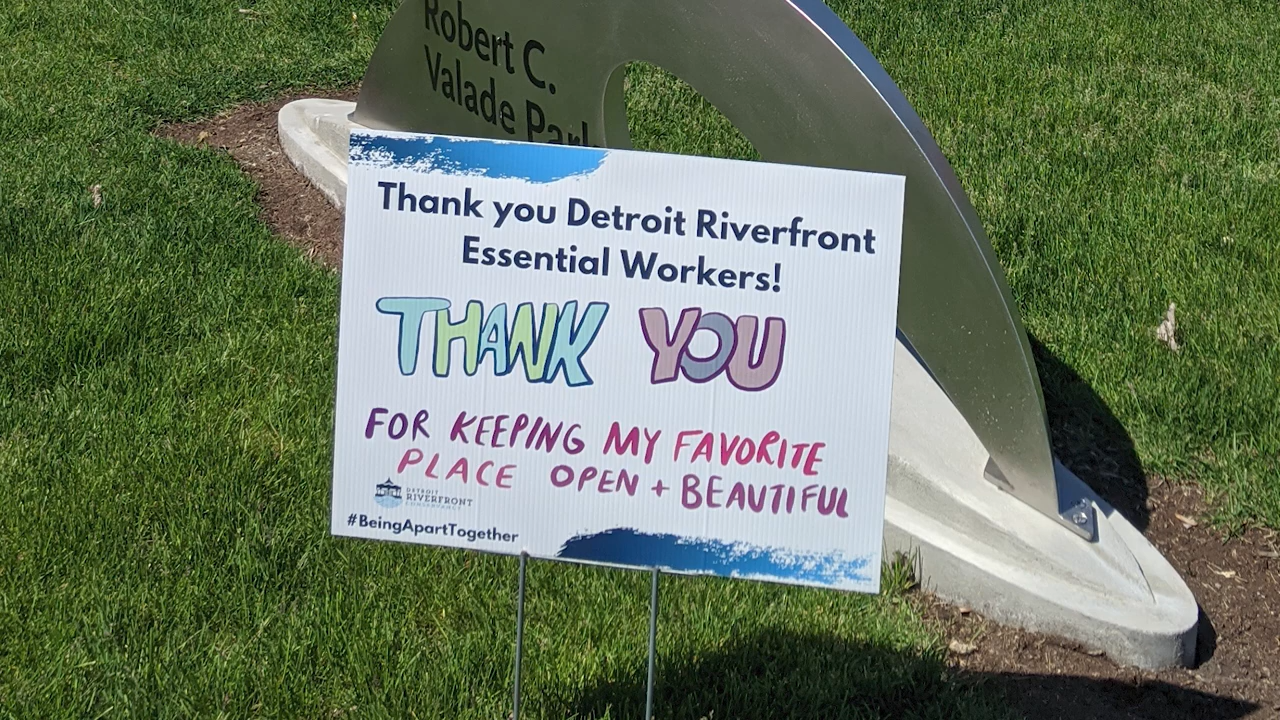 Robert C.
Valade Park
Thank you Detroit Riverfront
Essential Workers!
THANK YOU
FOR KEEPING MY FAVORITE
PLACE OPEN + BEAUTIFUL
DETROIT
RIVERFRONT
CONSERVANCY
#BeingApartTogether